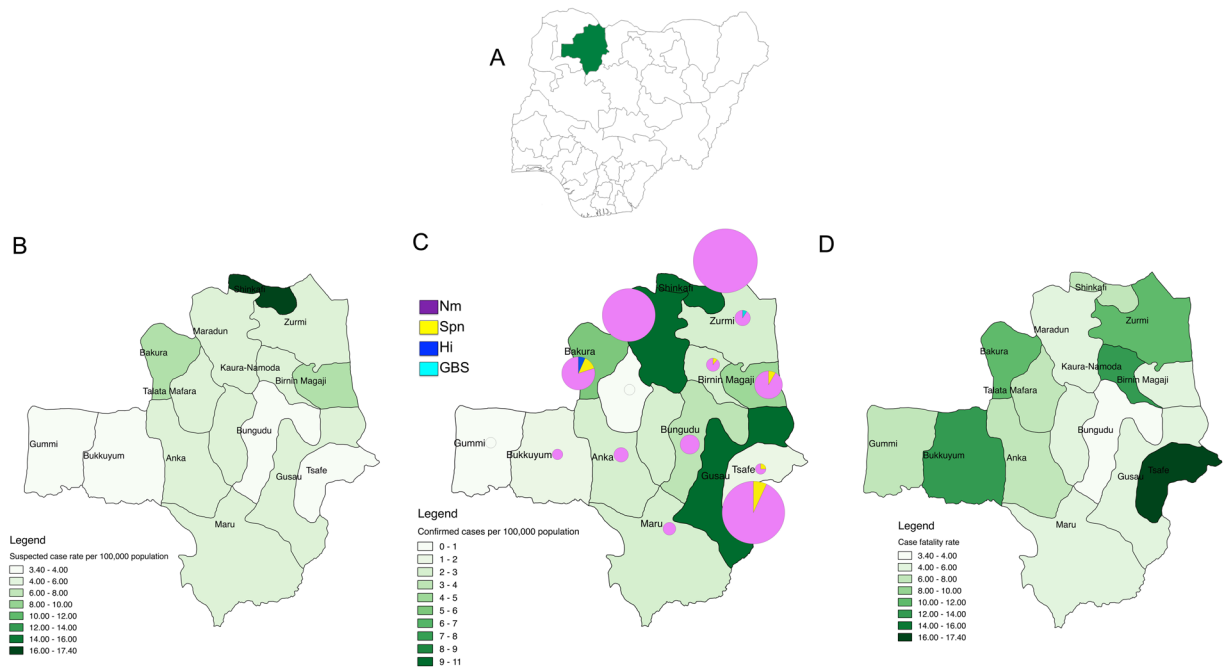 A
B
Shinkafi
Zurmi
Maradun
Bakura
Kaura-Namoda
Birnin Magaji
Talata Mafara
Bungudu
Gummi
Bukkuyum
Anka
Tsafe
Gusau
Maru
Legend
Suspected case rate per 100,000 population
3.40 - 4.00
4.00 - 6.00
6.00 - 8.00
8.00 - 10.00
10.00 - 12.00
12.00 - 14.00
14.00 - 16.00
16.00 - 17.40
C
Nm
Spn
Hi
GBS
Shinkafi
Zurmi
Bakura
Birnin Magaji
Bungudu
Gummi
Bukkuyum
Anka
Tsafe
Gusau
Maru
Legend
Confirmed cases per 100,000 population
0 - 1
1 - 2
2 - 3
3 - 4
4 - 5
5 - 6
6 - 7
7 - 8
8 - 9
9 - 11
D
Shinkafi
Zurmi
Maradun
Bakura
Kaura-Namoda
Birnin Magaji
Talata Mafara
Bungudu
Gummi
Bukkuyum
Anka
Tsafe
Gusau
Maru
Legend
Case fatality rate
3.40 - 4.00
4.00 - 6.00
6.00 - 8.00
8.00 - 10.00
10.00 - 12.00
12.00 - 14.00
14.00 - 16.00
16.00 - 17.40